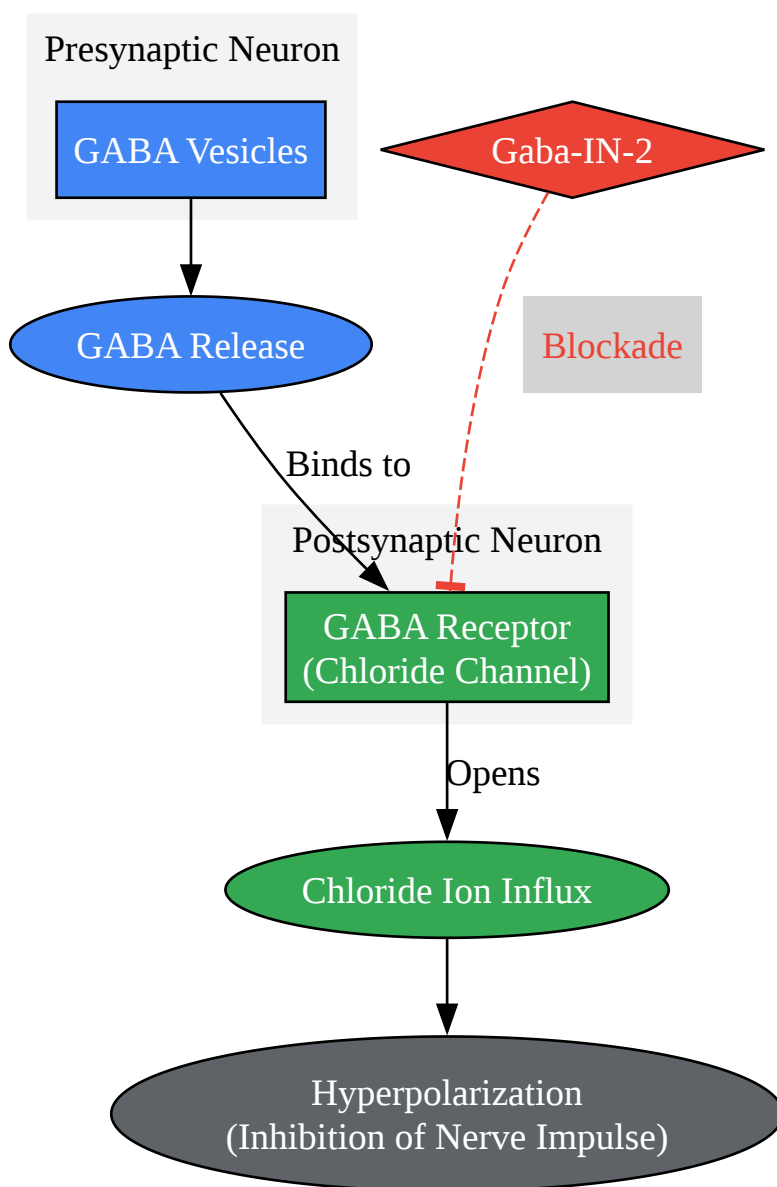 Presynaptic Neuron
GABA Vesicles
Gaba-IN-2
GABA Release
Blockade
Binds to
Postsynaptic Neuron
GABA Receptor
(Chloride Channel)
Opens
Chloride Ion Influx
Hyperpolarization
(Inhibition of Nerve Impulse)